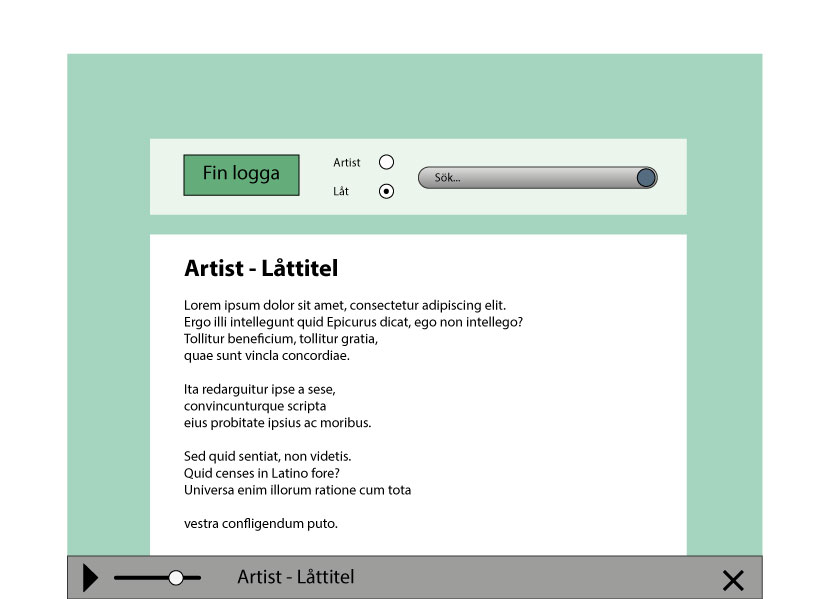 Fin logga
Artist
Låt
Sök...
Artist - Låttitel
Lorem ipsum dolor sit amet, consectetur adipiscing elit.
Ergo illi intellegunt quid Epicurus dicat, ego non intellego?
Tollitur beneficium, tollitur gratia,
quae sunt vincla concordiae.
Ita redarguitur ipse a sese,
convincunturque scripta
eius probitate ipsius ac moribus.
Sed quid sentiat, non videtis.
Quid censes in Latino fore?
Universa enim illorum ratione cum tota
vestra confligendum puto.
Artist - Låttitel